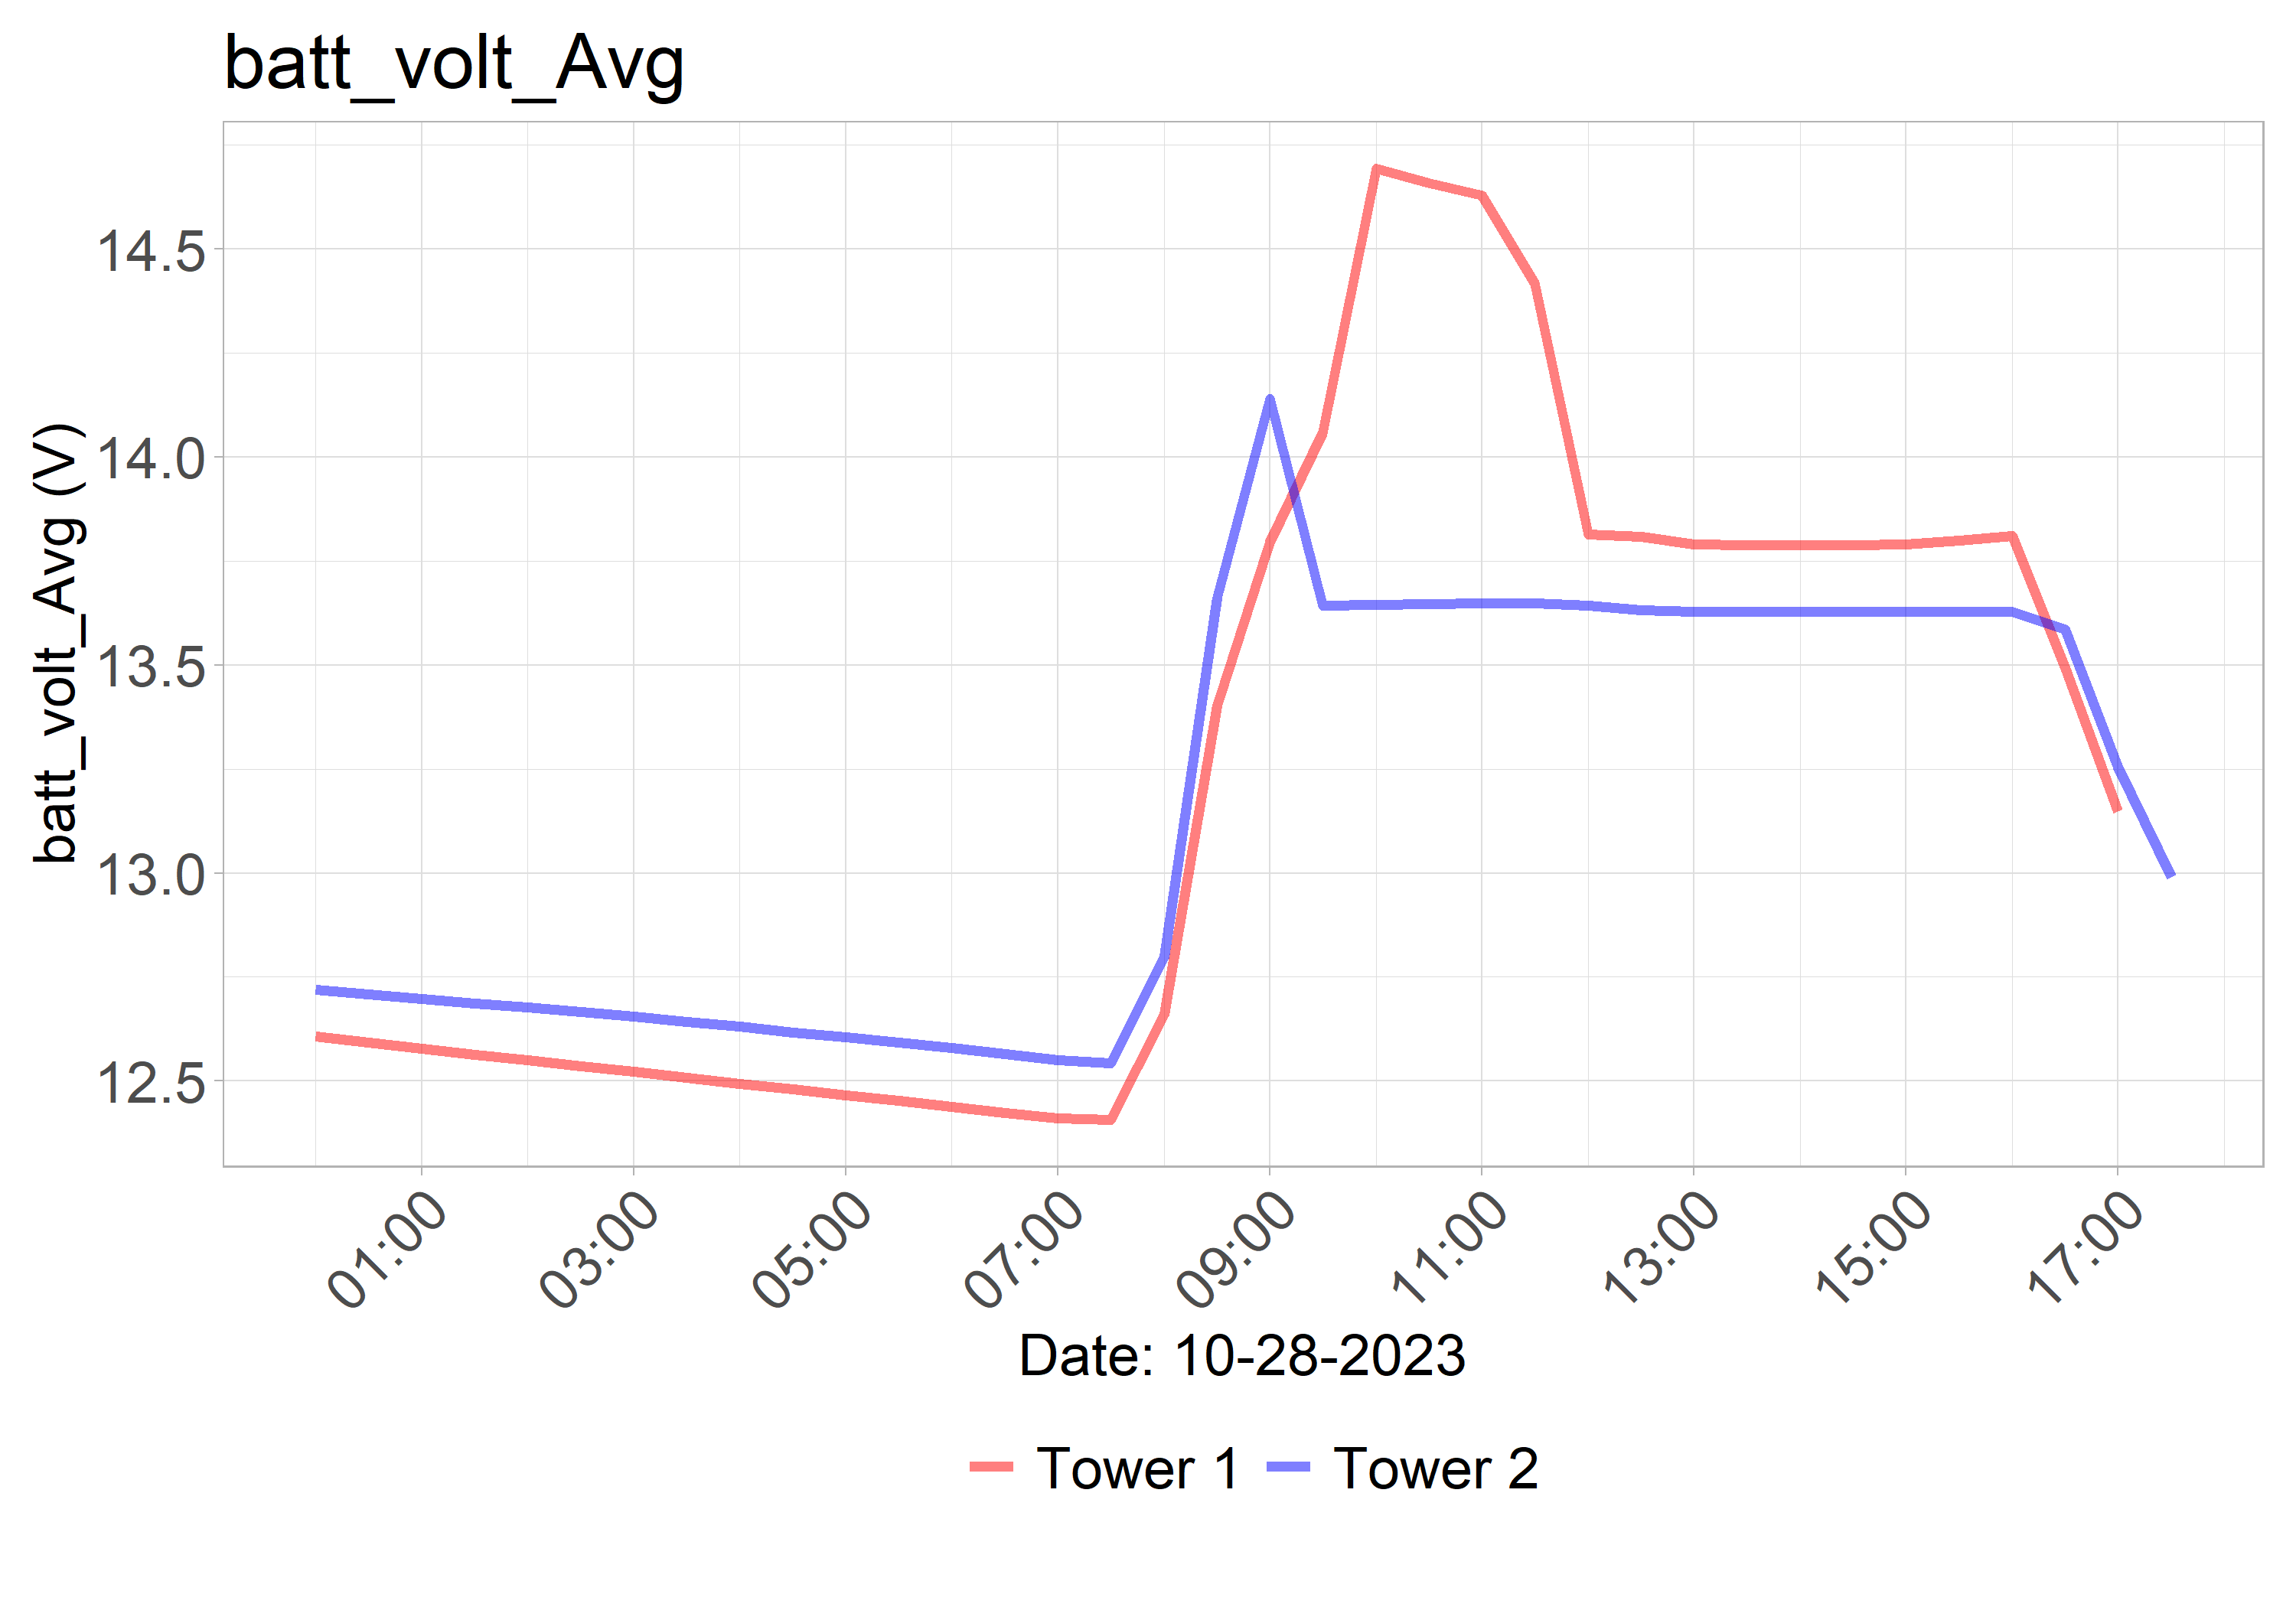 batt_volt_Avg
batt_volt_Avg (V)
14.5
14.0
13.5
13.0
12.5
01:00 03:00 05:00 07:00 09:00 11:00 13:00 15:00 17:00
Date: 10-28-2023
Tower 1 Tower 2